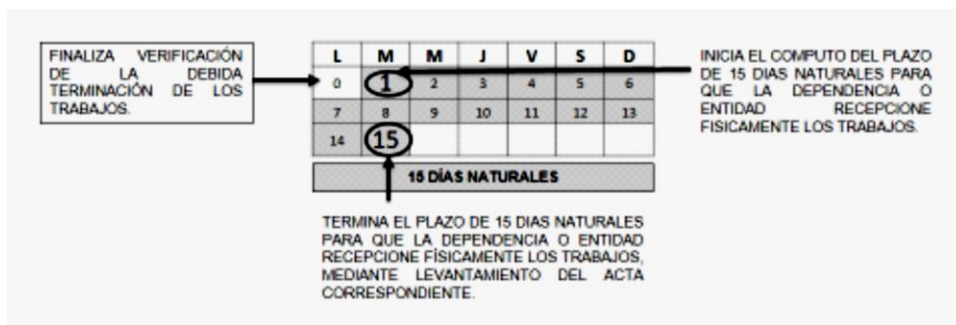 FINALIZA VERIFICACIÓN
DE LA DEBIDA
TERMINACIÓN DE LOS
TRABAJOS.
L M M J V S D
0 1 2 3 4 5 6
7 8 9 10 11 12 13
14 15
15 DÍAS NATURALES
INICIA EL COMPUTO DEL PLAZO
DE 15 DIAS NATURALES PARA
QUE LA DEPENDENCIA O
ENTIDAD RECEPCIONE
FISICAMENTE LOS TRABAJOS.
TERMINA EL PLAZO DE 15 DIAS NATURALES
PARA QUE LA DEPENDENCIA O ENTIDAD
RECEPCIONE FÍSICAMENTE LOS TRABAJOS,
MEDIANTE LEVANTAMIENTO DEL ACTA
CORRESPONDIENTE.